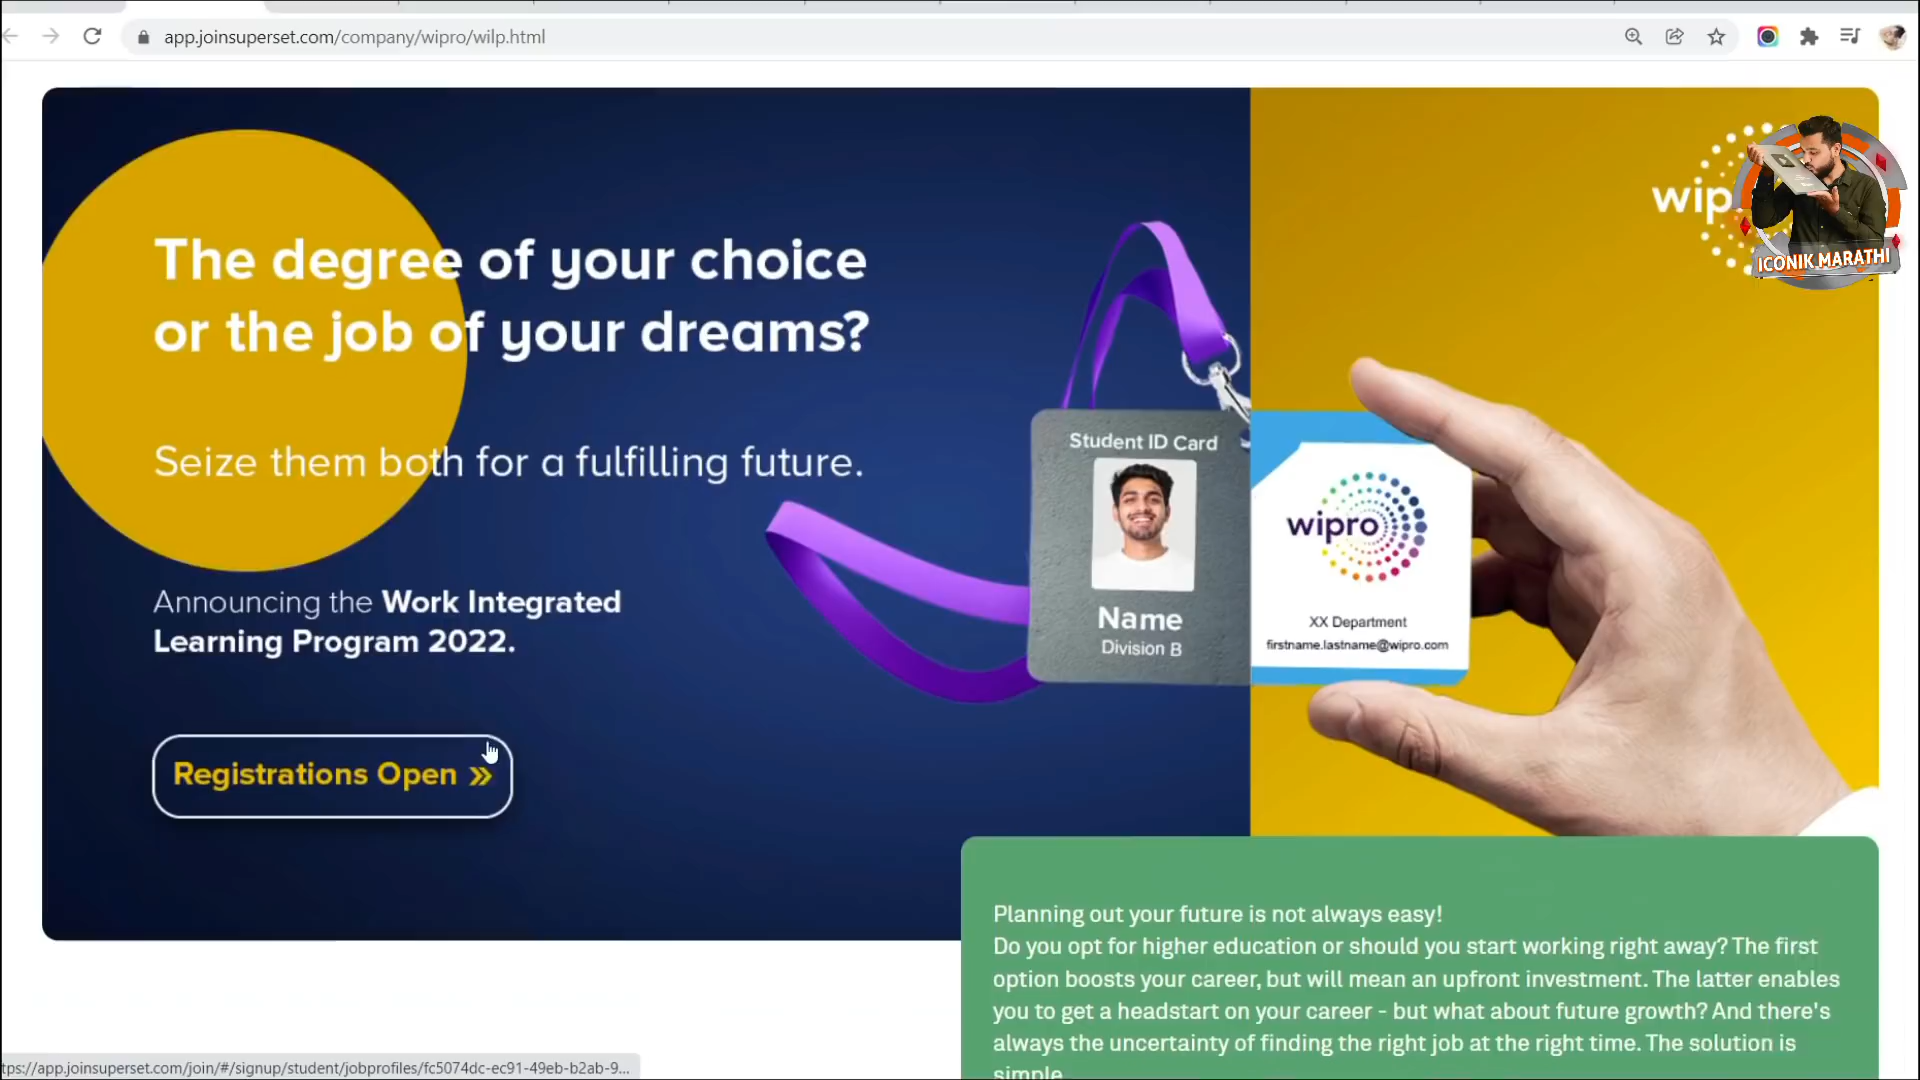 app.joinsuperset.com/company/wipro/wilp.html
wip
ICONIK MARATHI
The degree of your choice
or the job of your dreams?
Seize them both for a fulfilling future.
Student ID Card
wipro
Name
Division B
XX Department
firstname.lastname@wipro.com
Announcing the Work Integrated
Learning Program 2022.
Registrations Open »
Planning out your future is not always easy!
Do you opt for higher education or should you start working right away? The first
option boosts your career, but will mean an upfront investment. The latter enables
you to get a headstart on your career - but what about future growth? And there's
always the uncertainty of finding the right job at the right time. The solution is
simple
tps://app.joinsuperset.com/join/#/signup/student/jobprofiles/fc5074dc-ec91-49eb-b2ab-9...